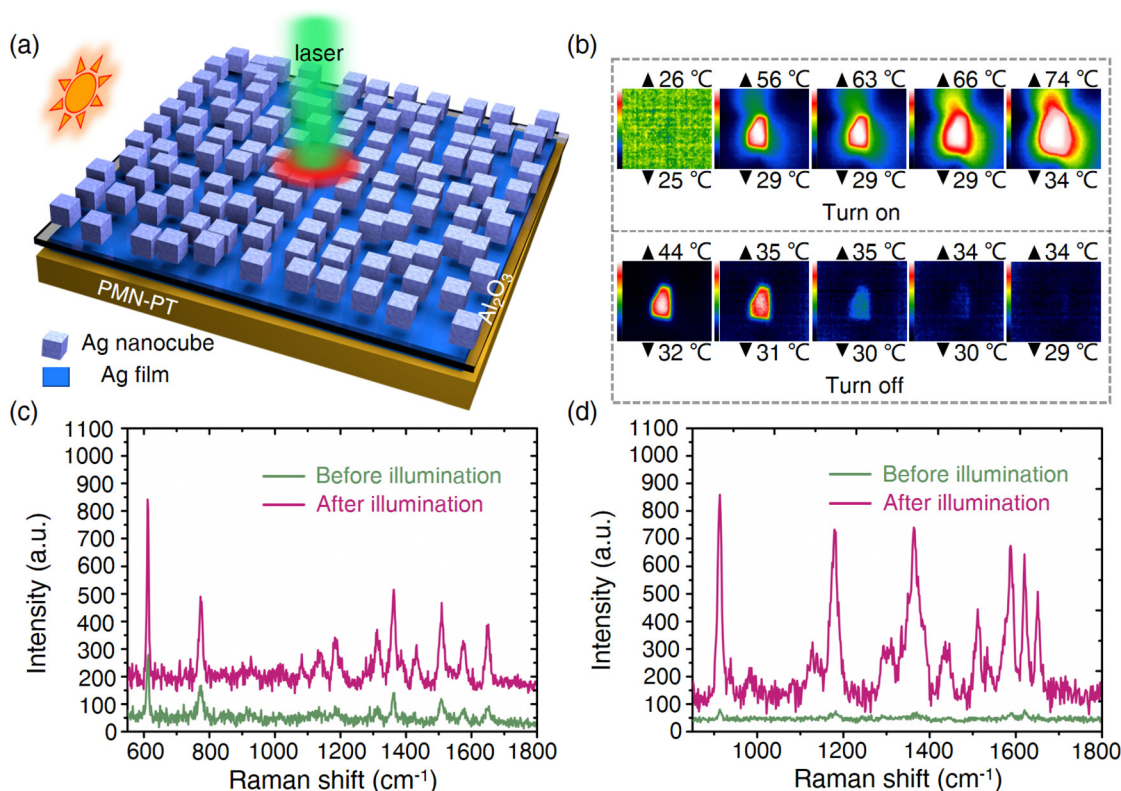 (a)
laser
PMN-PT
Al₂O₃
Ag nanocube
Ag film
(b)
▲ 26 ℃ ▲ 56 ℃ ▲ 63 ℃ ▲ 66 ℃ ▲ 74 ℃
▼ 25 ℃ ▼ 29 ℃ ▼ 29 ℃ ▼ 29 ℃ ▼ 34 ℃
Turn on
▲ 44 ℃ ▲ 35 ℃ ▲ 35 ℃ ▲ 34 ℃ ▲ 34 ℃
▼ 32 ℃ ▼ 31 ℃ ▼ 30 ℃ ▼ 30 ℃ ▼ 29 ℃
Turn off
(c)
Intensity (a.u.)
1100
1000
900
800
700
600
500
400
300
200
100
0
Before illumination
After illumination
600 800 1000 1200 1400 1600 1800
Raman shift (cm⁻¹)
(d)
Intensity (a.u.)
1100
1000
900
800
700
600
500
400
300
200
100
0
Before illumination
After illumination
1000 1200 1400 1600 1800
Raman shift (cm⁻¹)